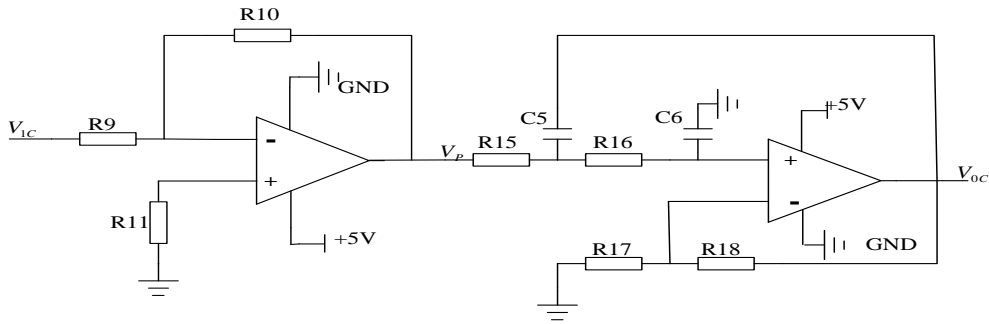 R10
GND
V1C
R9
R11
+5V
VP
R15
C5
R16
C6
+5V
V0C
GND
R17
R18